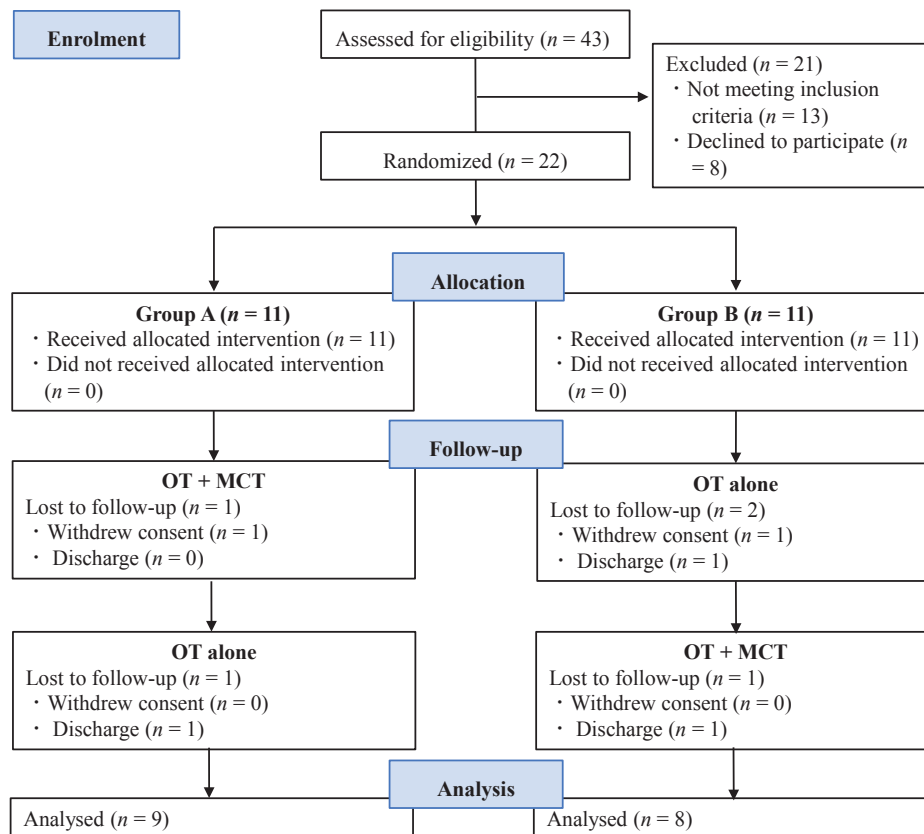 Enrolment
Assessed for eligibility (n = 43)
Excluded (n = 21)
・Not meeting inclusion
criteria (n = 13)
・Declined to participate (n
= 8)
Randomized (n = 22)
Allocation
Group A (n = 11)
・Received allocated intervention (n = 11)
・Did not received allocated intervention
(n = 0)
Group B (n = 11)
・Received allocated intervention (n = 11)
・Did not received allocated intervention
(n = 0)
Follow-up
OT + MCT
Lost to follow-up (n = 1)
・Withdrew consent (n = 1)
・Discharge (n = 0)
OT alone
Lost to follow-up (n = 2)
・Withdrew consent (n = 1)
・Discharge (n = 1)
OT alone
Lost to follow-up (n = 1)
・Withdrew consent (n = 0)
・Discharge (n = 1)
OT + MCT
Lost to follow-up (n = 1)
・Withdrew consent (n = 0)
・Discharge (n = 1)
Analysis
Analysed (n = 9)
Analysed (n = 8)